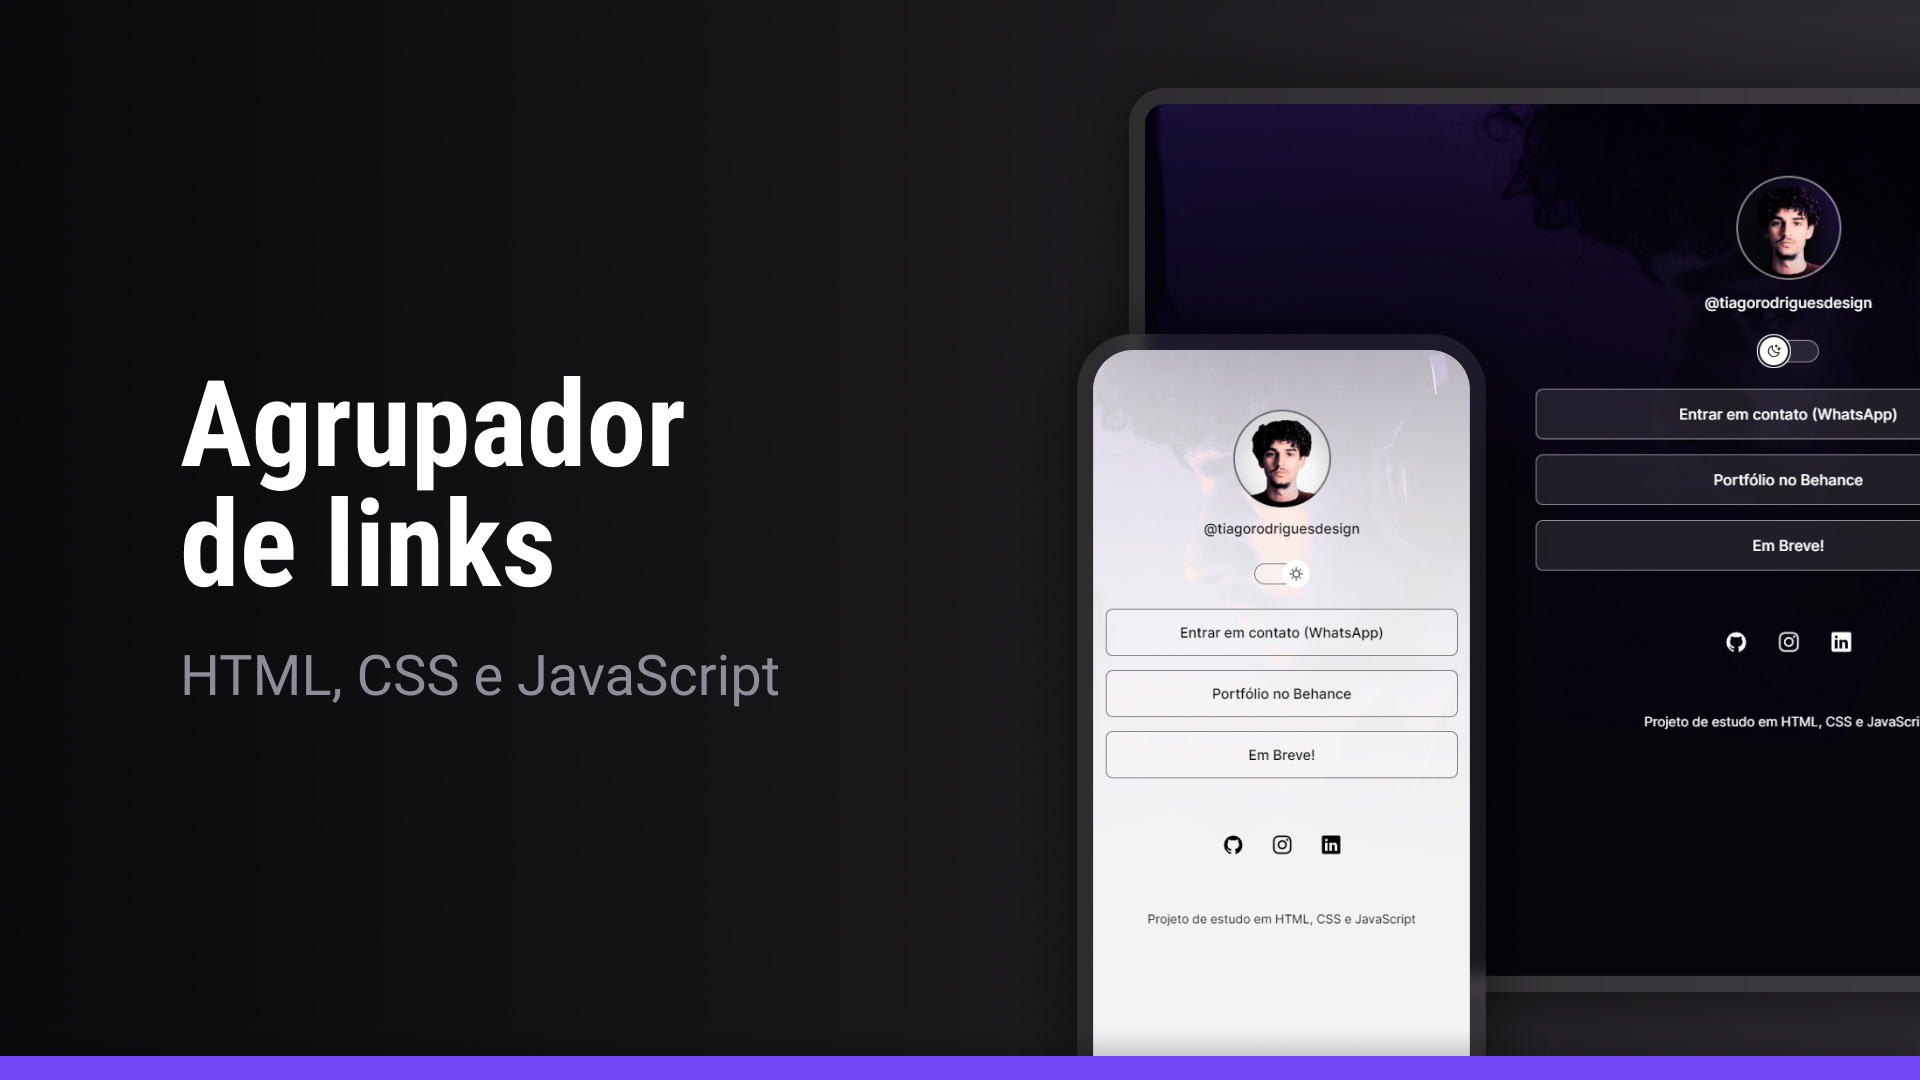 Agrupador
de links
HTML, CSS e JavaScript
@tiagorodriguesdesign
Entrar em contato (WhatsApp)
Portfólio no Behance
Em Breve!
in
Projeto de estudo em HTML, CSS e JavaScript
@tiagorodriguesdesign
Entrar em contato (WhatsApp)
Portfólio no Behance
Em Breve!
in
Projeto de estudo em HTML, CSS e JavaScri